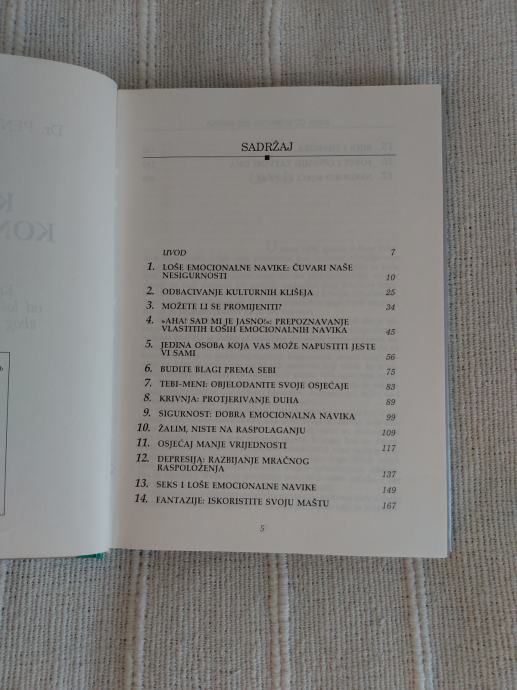 SADRŽAJ
UVOD 7
1. LOŠE EMOCIONALNE NAVIKE: ČUVARI NAŠE
NESIGURNOSTI 10
2. ODBACIVANJE KULTURNIH KLIŠEJA 25
3. MOŽETE LI SE PROMIJENITI? 34
4. »AHA! SAD MI JE JASNO!«: PREPOZNAVANJE
VLASTITIH LOŠIH EMOCIONALNIH NAVIKA 45
5. JEDINA OSOBA KOJA VAS MOŽE NAPUSTITI JESTE
VI SAMI 56
6. BUDITE BLAGI PREMA SEBI 75
7. TEBI-MENI: OBJELODANITE SVOJE OSJEĆAJE 83
8. KRIVNJA: PROTJERIVANJE DUHA 89
9. SIGURNOST: DOBRA EMOCIONALNA NAVIKA 99
10. ŽALIM, NISTE NA RASPOLAGANJU 109
11. OSJEĆAJ MANJE VRIJEDNOSTI 117
12. DEPRESIJA: RAZBIJANJE MRAČNOG
RASPOLOŽENJA 137
13. SEKS I LOŠE EMOCIONALNE NAVIKE 149
14. FANTAZIJE: ISKORISTITE SVOJU MAŠTU 167
5